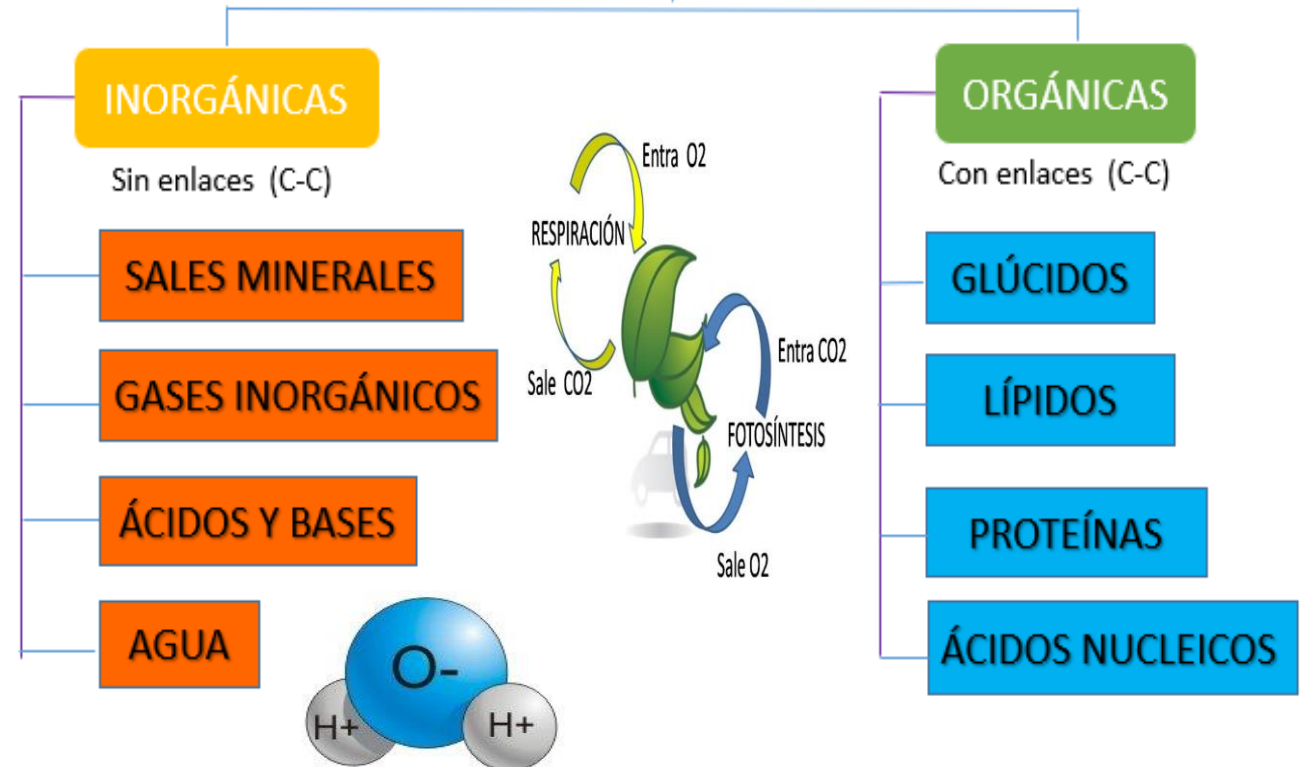 INORGÁNICAS
Sin enlaces (C-C)
SALES MINERALES
GASES INORGÁNICOS
ÁCIDOS Y BASES
AGUA
O-
H+
H+
Entra O2
RESPIRACIÓN
Sale CO2
Entra CO2
FOTOSÍNTESIS
Sale O2
ORGÁNICAS
Con enlaces (C-C)
GLÚCIDOS
LÍPIDOS
PROTEÍNAS
ÁCIDOS NUCLEICOS